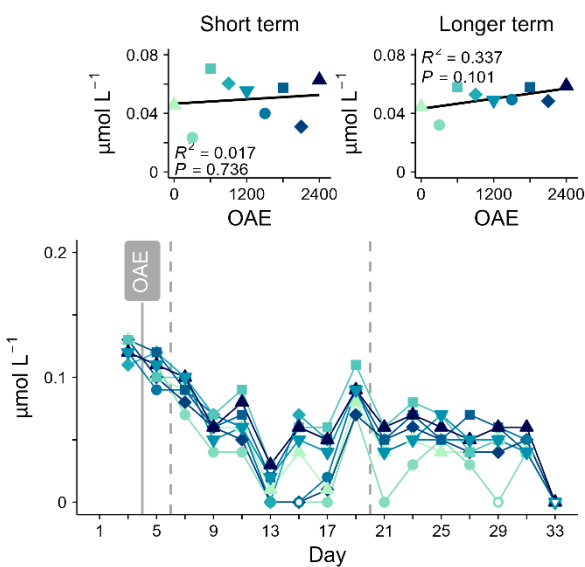 Short term
Longer term
μmol L⁻¹
0.08
0.04
0
R² = 0.017
P = 0.736
0 1200 2400
OAE
μmol L⁻¹
0.08
0.04
0
R² = 0.337
P = 0.101
0 1200 2400
OAE
μmol L⁻¹
0.2
0.1
0
OAE
1 5 9 13 17 21 25 29 33
Day